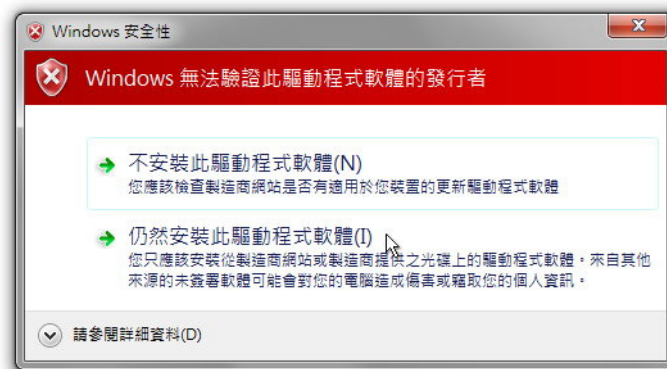 Windows 安全性
Windows 無法驗證此驅動程式軟體的發行者
不安裝此驅動程式軟體(N)
您應該檢查製造商網站是否有適用於您裝置的更新驅動程式軟體
仍然安裝此驅動程式軟體(I)
您只應該安裝從製造商網站或製造商提供之光碟上的驅動程式軟體。來自其他
來源的未簽署軟體可能會對您的電腦造成傷害或竊取您的個人資訊。
請參閱詳細資料(D)